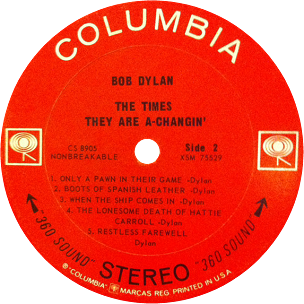 COLUMBIA
BOB DYLAN
THE TIMES
THEY ARE A-CHANGIN'
CS 8905
NONBREAKABLE
Side 2
XSM 75529
1. ONLY A PAWN IN THEIR GAME -Dylan
2. BOOTS OF SPANISH LEATHER -Dylan
3. WHEN THE SHIP COMES IN -Dylan
4. THE LONESOME DEATH OF HATTIE
CARROLL -Dylan
5. RESTLESS FAREWELL
Dylan
"360 SOUND" STEREO "360 SOUND"
® "COLUMBIA" MARCAS REG. PRINTED IN U.S.A.